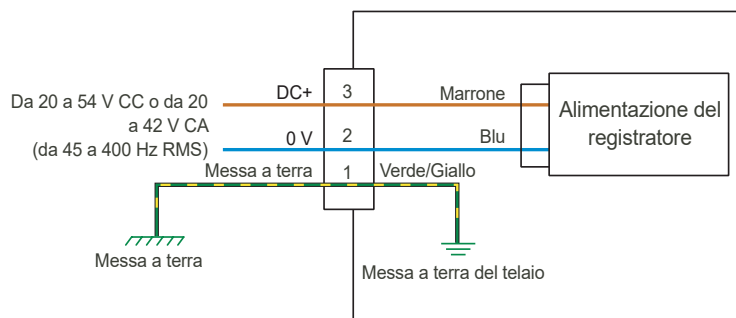 Da 20 a 54 V CC o da 20
a 42 V CA
(da 45 a 400 Hz RMS)
DC+
3
Marrone
0 V
2
Blu
Messa a terra
1
Verde/Giallo
Alimentazione del
registratore
Messa a terra
Messa a terra del telaio